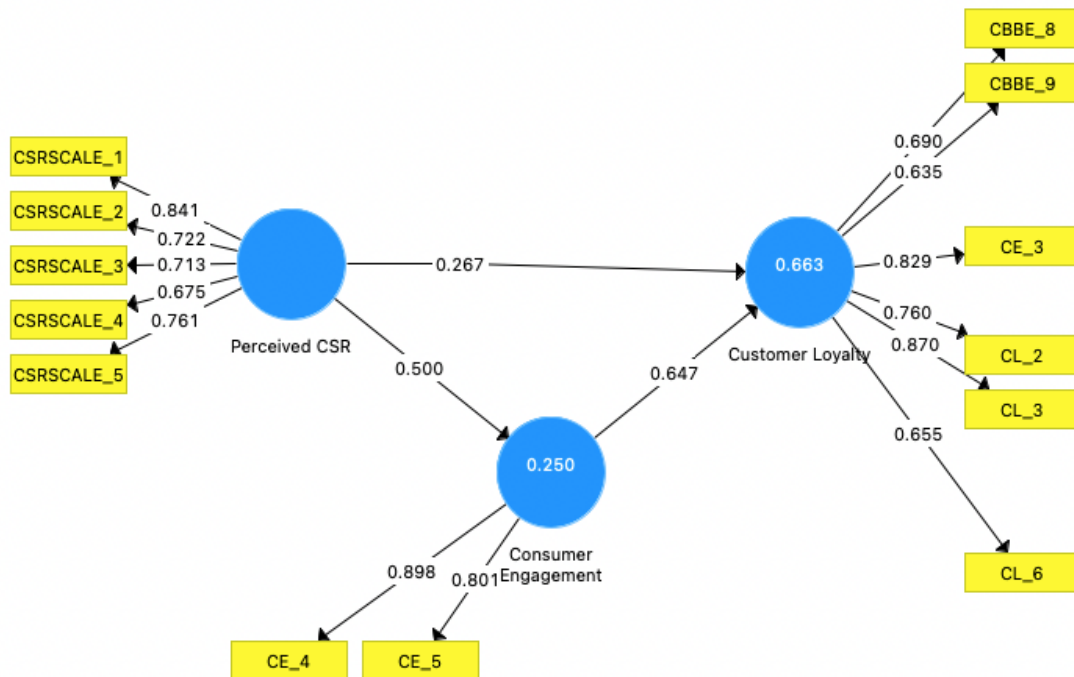 CBBE_8
CBBE_9
0.690
0.635
CSRSCALE_1
CSRSCALE_2
CSRSCALE_3
CSRSCALE_4
CSRSCALE_5
0.841
0.722
0.713
0.675
0.761
Perceived CSR
0.267
0.500
0.663
Customer Loyalty
0.647
0.829
0.760
0.870
0.655
CE_3
CL_2
CL_3
CL_6
0.250
Consumer
Engagement
0.898
0.801
CE_4
CE_5